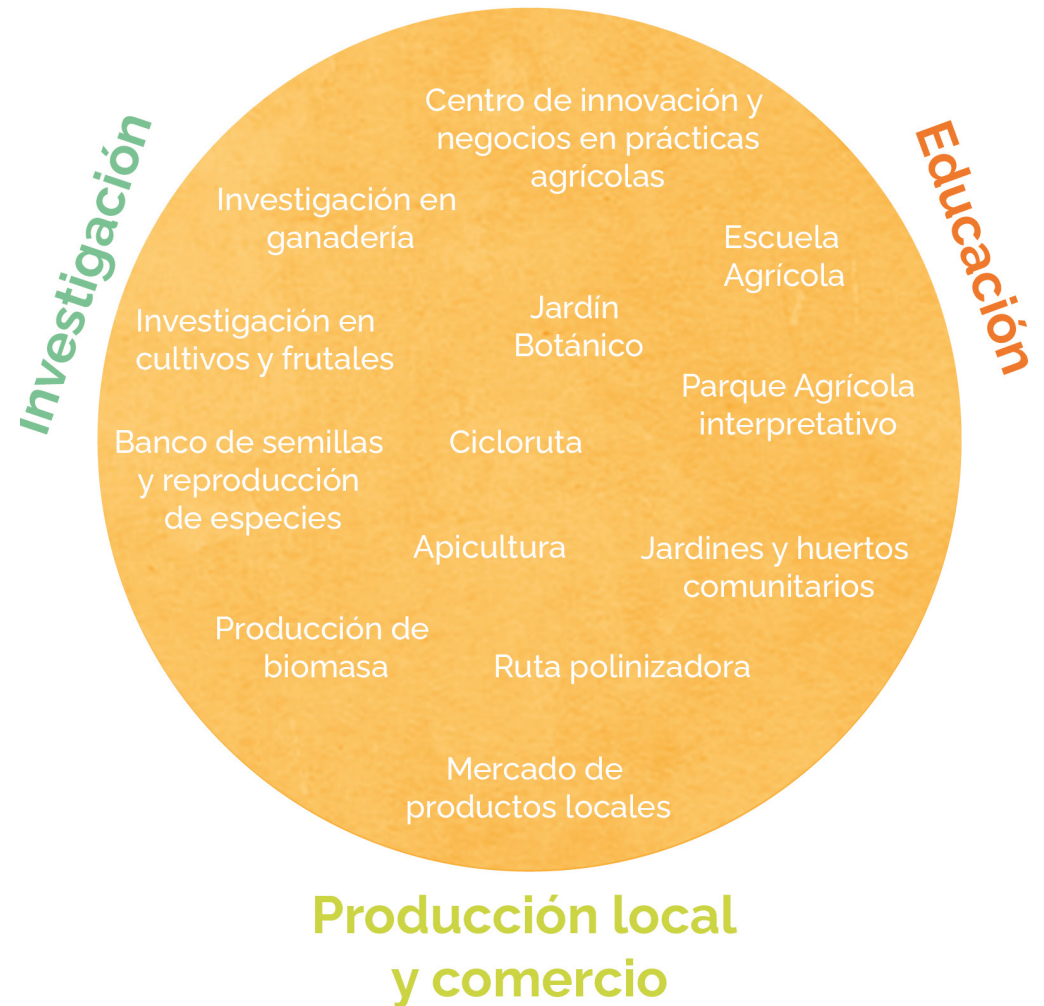 Centro de innovación y
negocios en prácticas
agrícolas
Investigación
Educación
Investigación en
ganadería
Escuela
Agrícola
Jardín
Botánico
Investigación en
cultivos y frutales
Parque Agrícola
interpretativo
Banco de semillas
y reproducción
de especies
Cicloruta
Apicultura
Jardines y huertos
comunitarios
Producción de
biomasa
Ruta polinizadora
Mercado de
productos locales
Producción local
y comercio